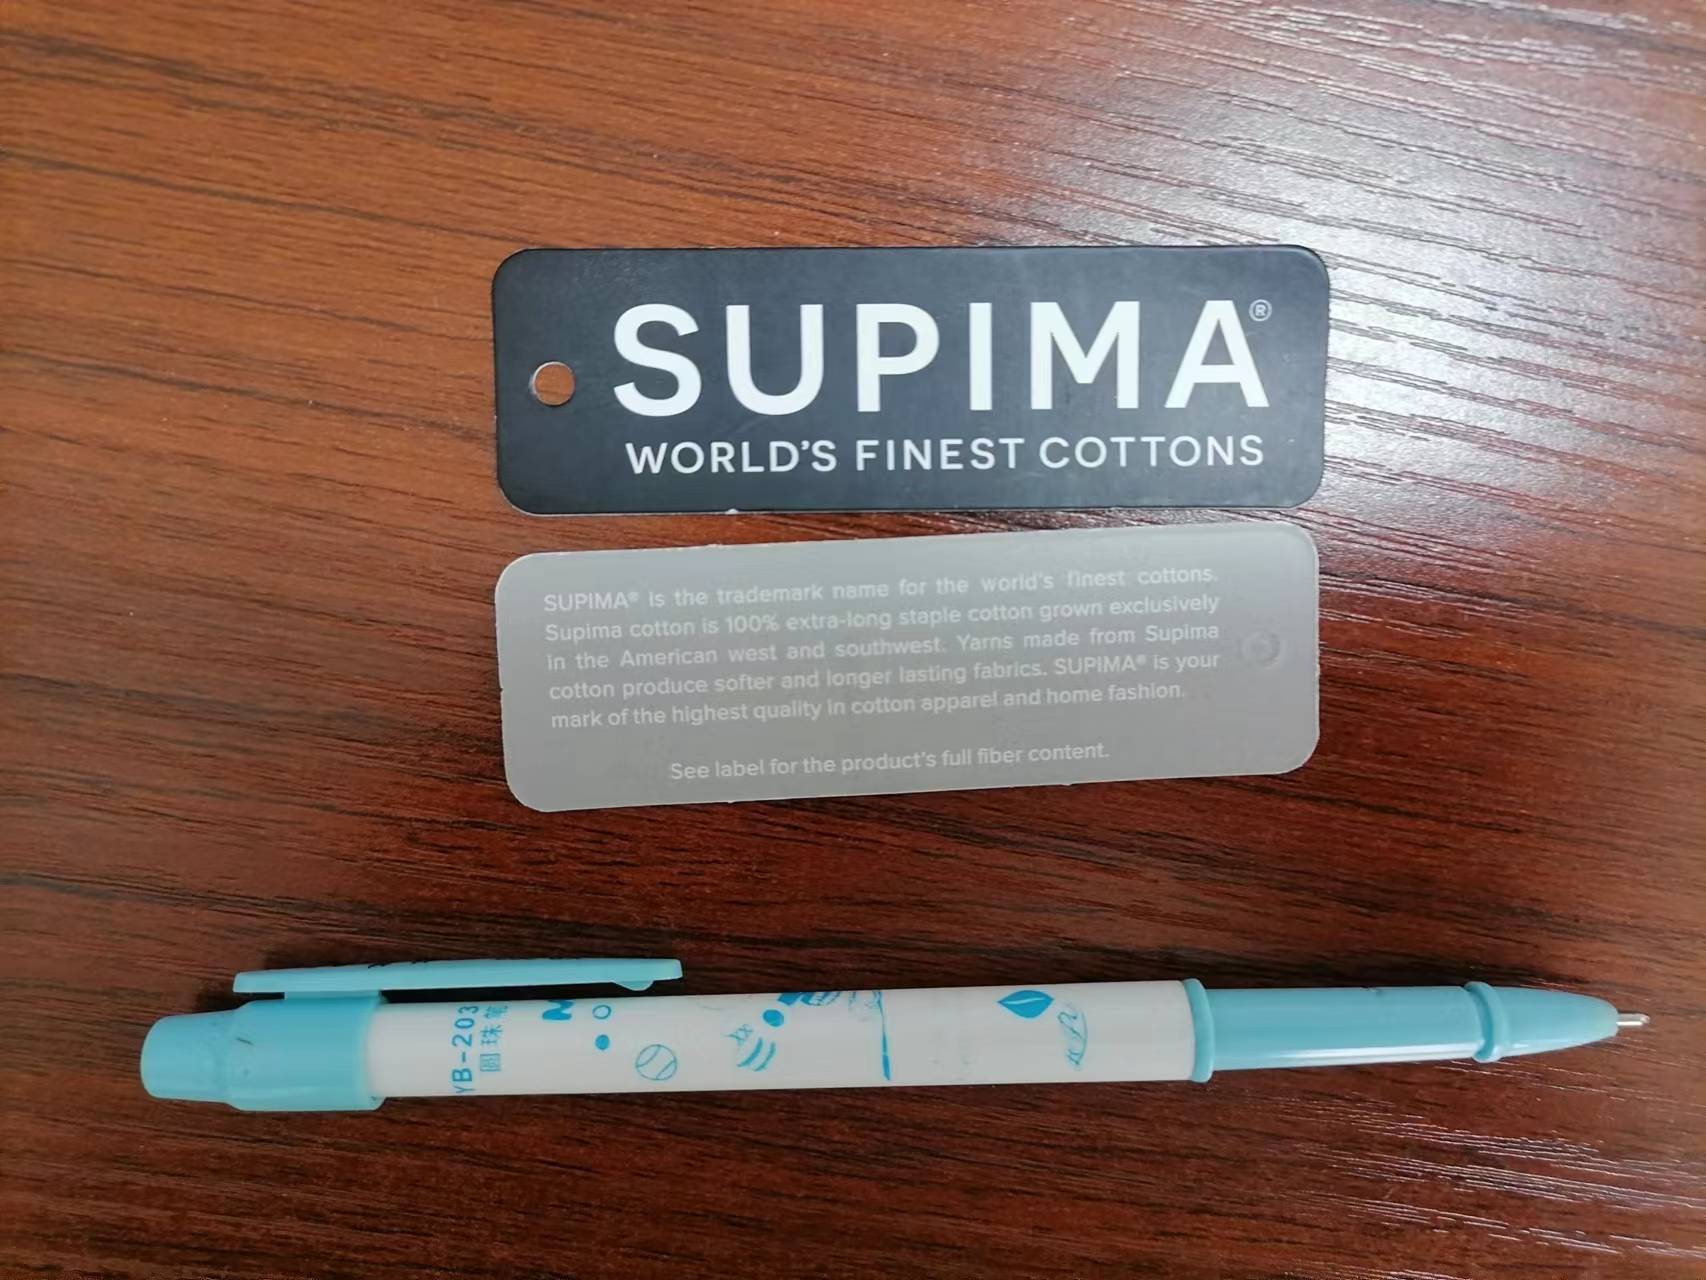 SUPIMA®
WORLD'S FINEST COTTONS
SUPIMA® is the trademark name for the world's finest cottons.
Supima cotton is 100% extra-long staple cotton grown exclusively
in the American west and southwest. Yarns made from Supima
cotton produce softer and longer lasting fabrics. SUPIMA® is your
mark of the highest quality in cotton apparel and home fashion.
See label for the product's full fiber content.
YB-203
圆珠笔